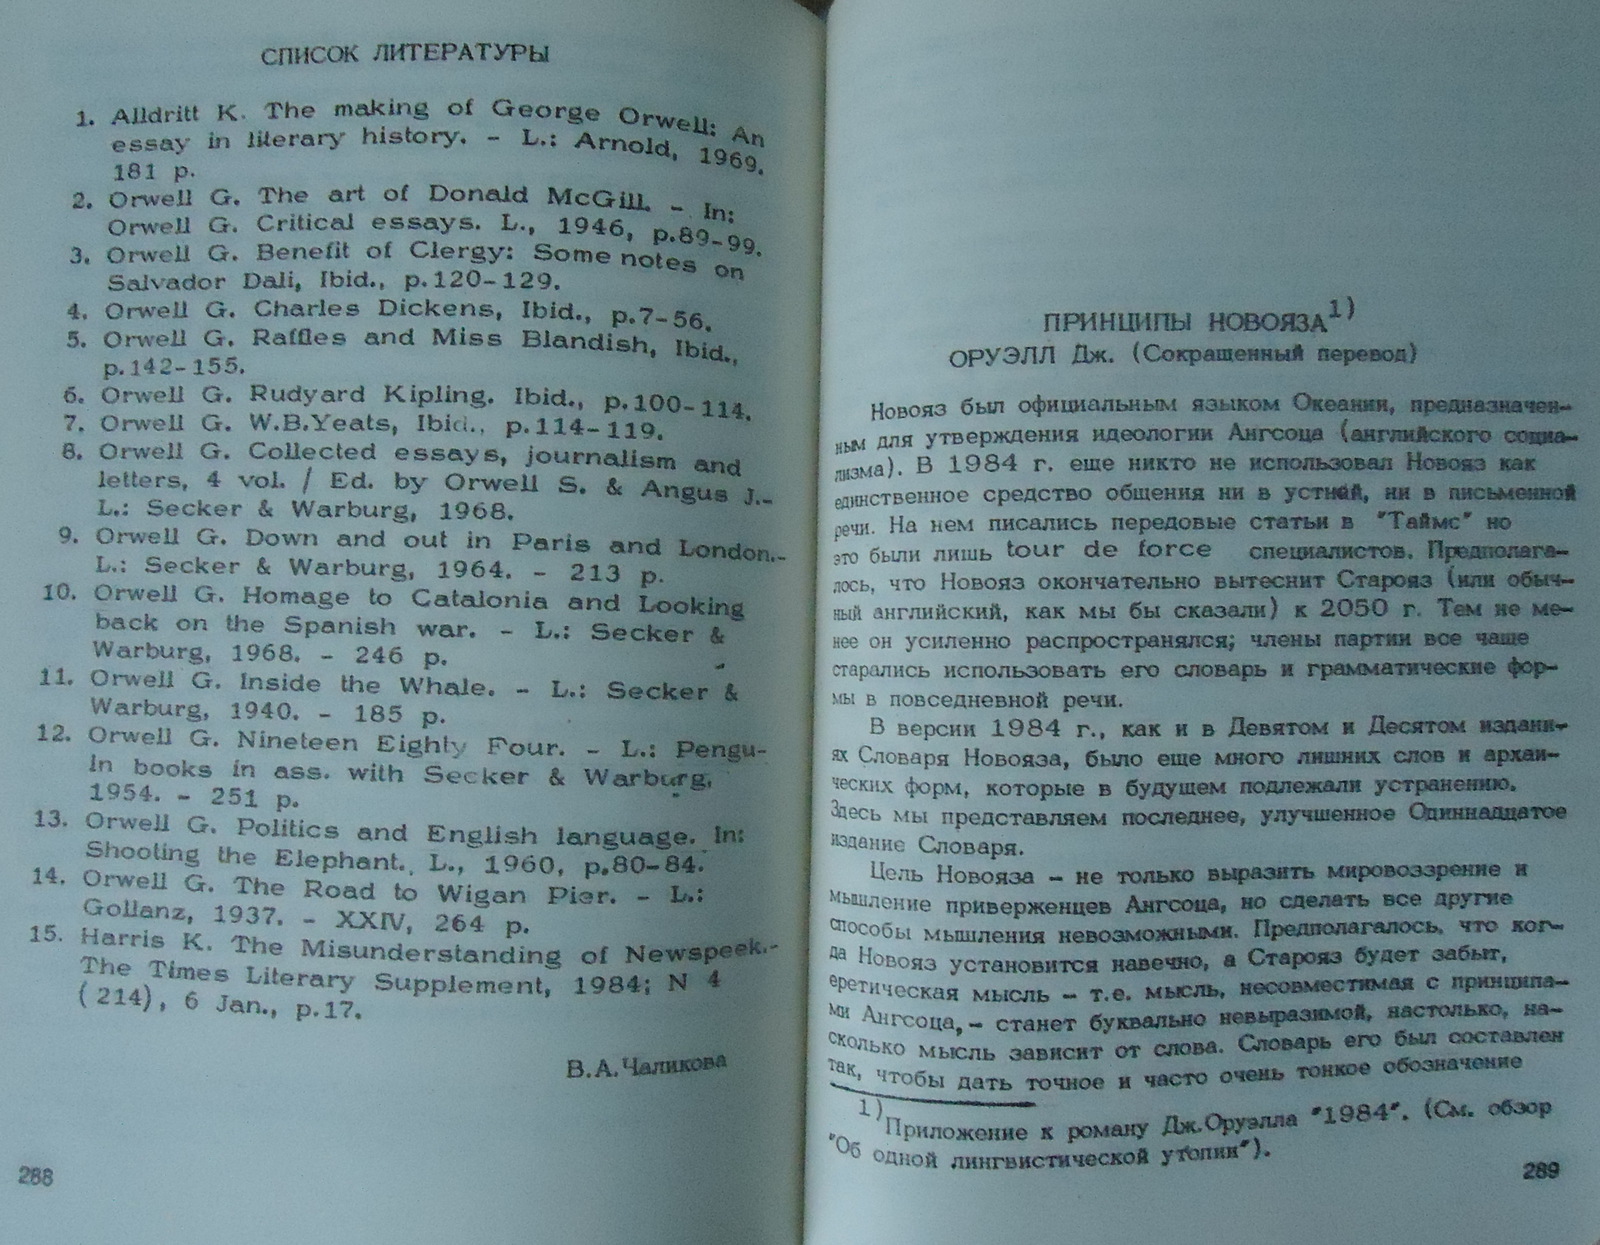 СПИСОК ЛИТЕРАТУРЫ
1. Alldritt K. The making of George Orwell: An
essay in literary history. - L.: Arnold, 1969.
181 p.
2. Orwell G. The art of Donald McGill. - In:
Orwell G. Critical essays. L., 1946, p.89-99.
3. Orwell G. Benefit of Clergy: Some notes on
Salvador Dali, Ibid., p.120-129.
4. Orwell G. Charles Dickens, Ibid., p.7-56.
5. Orwell G. Raffles and Miss Blandish, Ibid.,
p.142-155.
6. Orwell G. Rudyard Kipling. Ibid., p.100-114.
7. Orwell G. W.B.Yeats, Ibid., p.114-119.
8. Orwell G. Collected essays, journalism and
letters, 4 vol. / Ed. by Orwell S. & Angus J.-
L.: Secker & Warburg, 1968.
9. Orwell G. Down and out in Paris and London.-
L.: Secker & Warburg, 1964. - 213 p.
10. Orwell G. Homage to Catalonia and Looking
back on the Spanish war. - L.: Secker &
Warburg, 1968. - 246 p.
11. Orwell G. Inside the Whale. - L.: Secker &
Warburg, 1940. - 185 p.
12. Orwell G. Nineteen Eighty Four. - L.: Pengu-
in books in ass. with Secker & Warburg,
1954. - 251 p.
13. Orwell G. Politics and English language. In:
Shooting the Elephant., L., 1960, p.80-84.
14. Orwell G. The Road to Wigan Pier. - L.:
Gollanz, 1937. - XXIV, 264 p.
15. Harris K. The Misunderstanding of Newspeek.-
The Times Literary Supplement, 1984; N 4
(214), 6 Jan., p.17.
В.А.Чаликова
288
ПРИНЦИПЫ НОВОЯЗА1)
ОРУЭЛЛ Дж. (Сокращенный перевод)
Новояз был официальным языком Океании, предназначен-
ным для утверждения идеологии Ангсоца (английского социа-
лизма). В 1984 г. еще никто не использовал Новояз как
единственное средство общения ни в устной, ни в письменной
речи. На нем писались передовые статьи в "Таймс" но
это были лишь tour de force специалистов. Предполага-
лось, что Новояз окончательно вытеснит Старояз (или обыч-
ный английский, как мы бы сказали) к 2050 г. Тем не ме-
нее он усиленно распространялся; члены партии все чаще
старались использовать его словарь и грамматические фор-
мы в повседневной речи.
В версии 1984 г., как и в Девятом и Десятом издани-
ях Словаря Новояза, было еще много лишних слов и архаи-
ческих форм, которые в будущем подлежали устранению.
Здесь мы представляем последнее, улучшенное Одиннадцатое
издание Словаря.
Цель Новояза - не только выразить мировоззрение и
мышление приверженцев Ангсоца, но сделать все другие
способы мышления невозможными. Предполагалось, что ког-
да Новояз установится навечно, а Старояз будет забыт,
еретическая мысль - т.е. мысль, несовместимая с принципа-
ми Ангсоца, - станет буквально невыразимой, настолько, на-
сколько мысль зависит от слова. Словарь его был составлен
так, чтобы дать точное и часто очень тонкое обозначение
1)Приложение к роману Дж.Оруэлла "1984". (См. обзор
"Об одной лингвистической утопии").
289